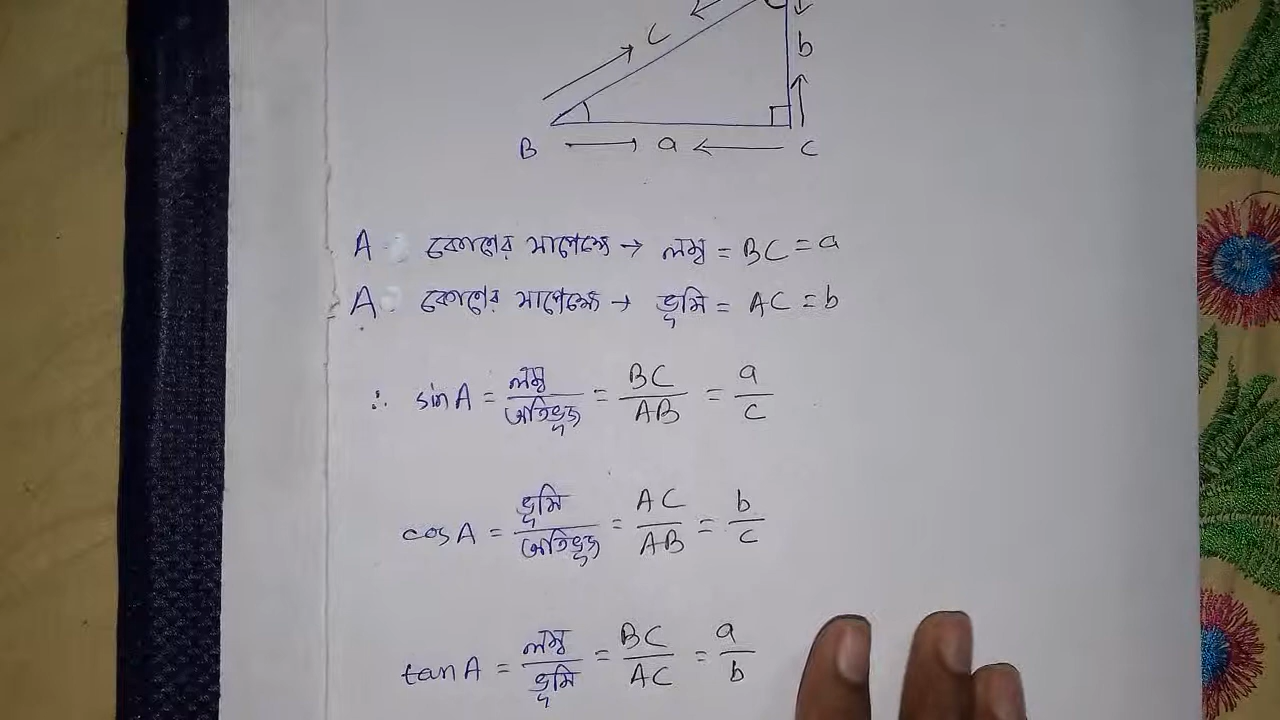 c
b
B → a ← C
A কোণের সাপেক্ষে → লম্ব = BC = a
A কোণের সাপেক্ষে → ভূমি = AC = b
∴ sin A = লম্ব/অতিভুজ = BC/AB = a/c
cos A = ভূমি/অতিভুজ = AC/AB = b/c
tan A = লম্ব/ভূমি = BC/AC = a/b